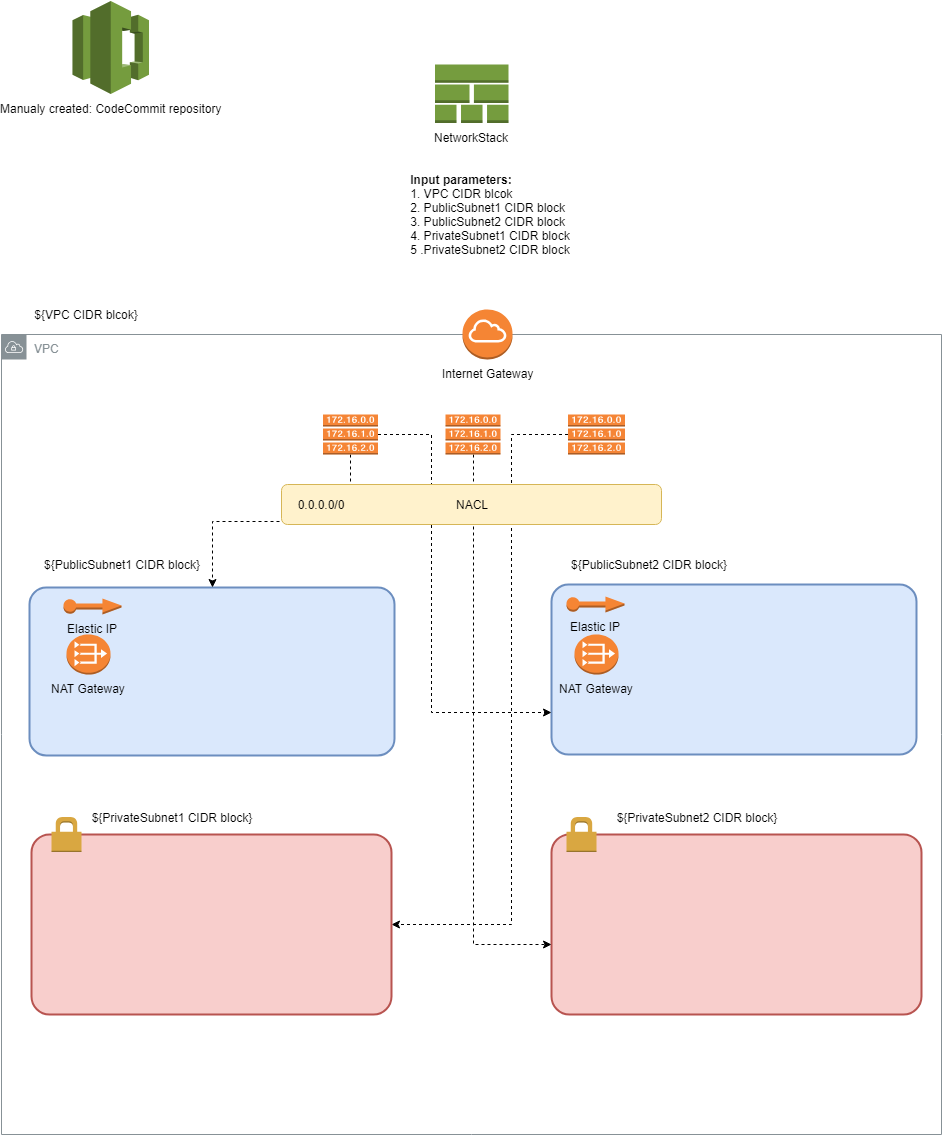 Manualy created: CodeCommit repository
NetworkStack
Input parameters:
1. VPC CIDR blcok
2. PublicSubnet1 CIDR block
3. PublicSubnet2 CIDR block
4. PrivateSubnet1 CIDR block
5 .PrivateSubnet2 CIDR block
${VPC CIDR blcok}
VPC
Internet Gateway
172.16.0.0
172.16.1.0
172.16.2.0
172.16.0.0
172.16.1.0
172.16.2.0
172.16.0.0
172.16.1.0
172.16.2.0
0.0.0.0/0
NACL
${PublicSubnet1 CIDR block}
${PublicSubnet2 CIDR block}
Elastic IP
NAT Gateway
Elastic IP
NAT Gateway
${PrivateSubnet1 CIDR block}
${PrivateSubnet2 CIDR block}